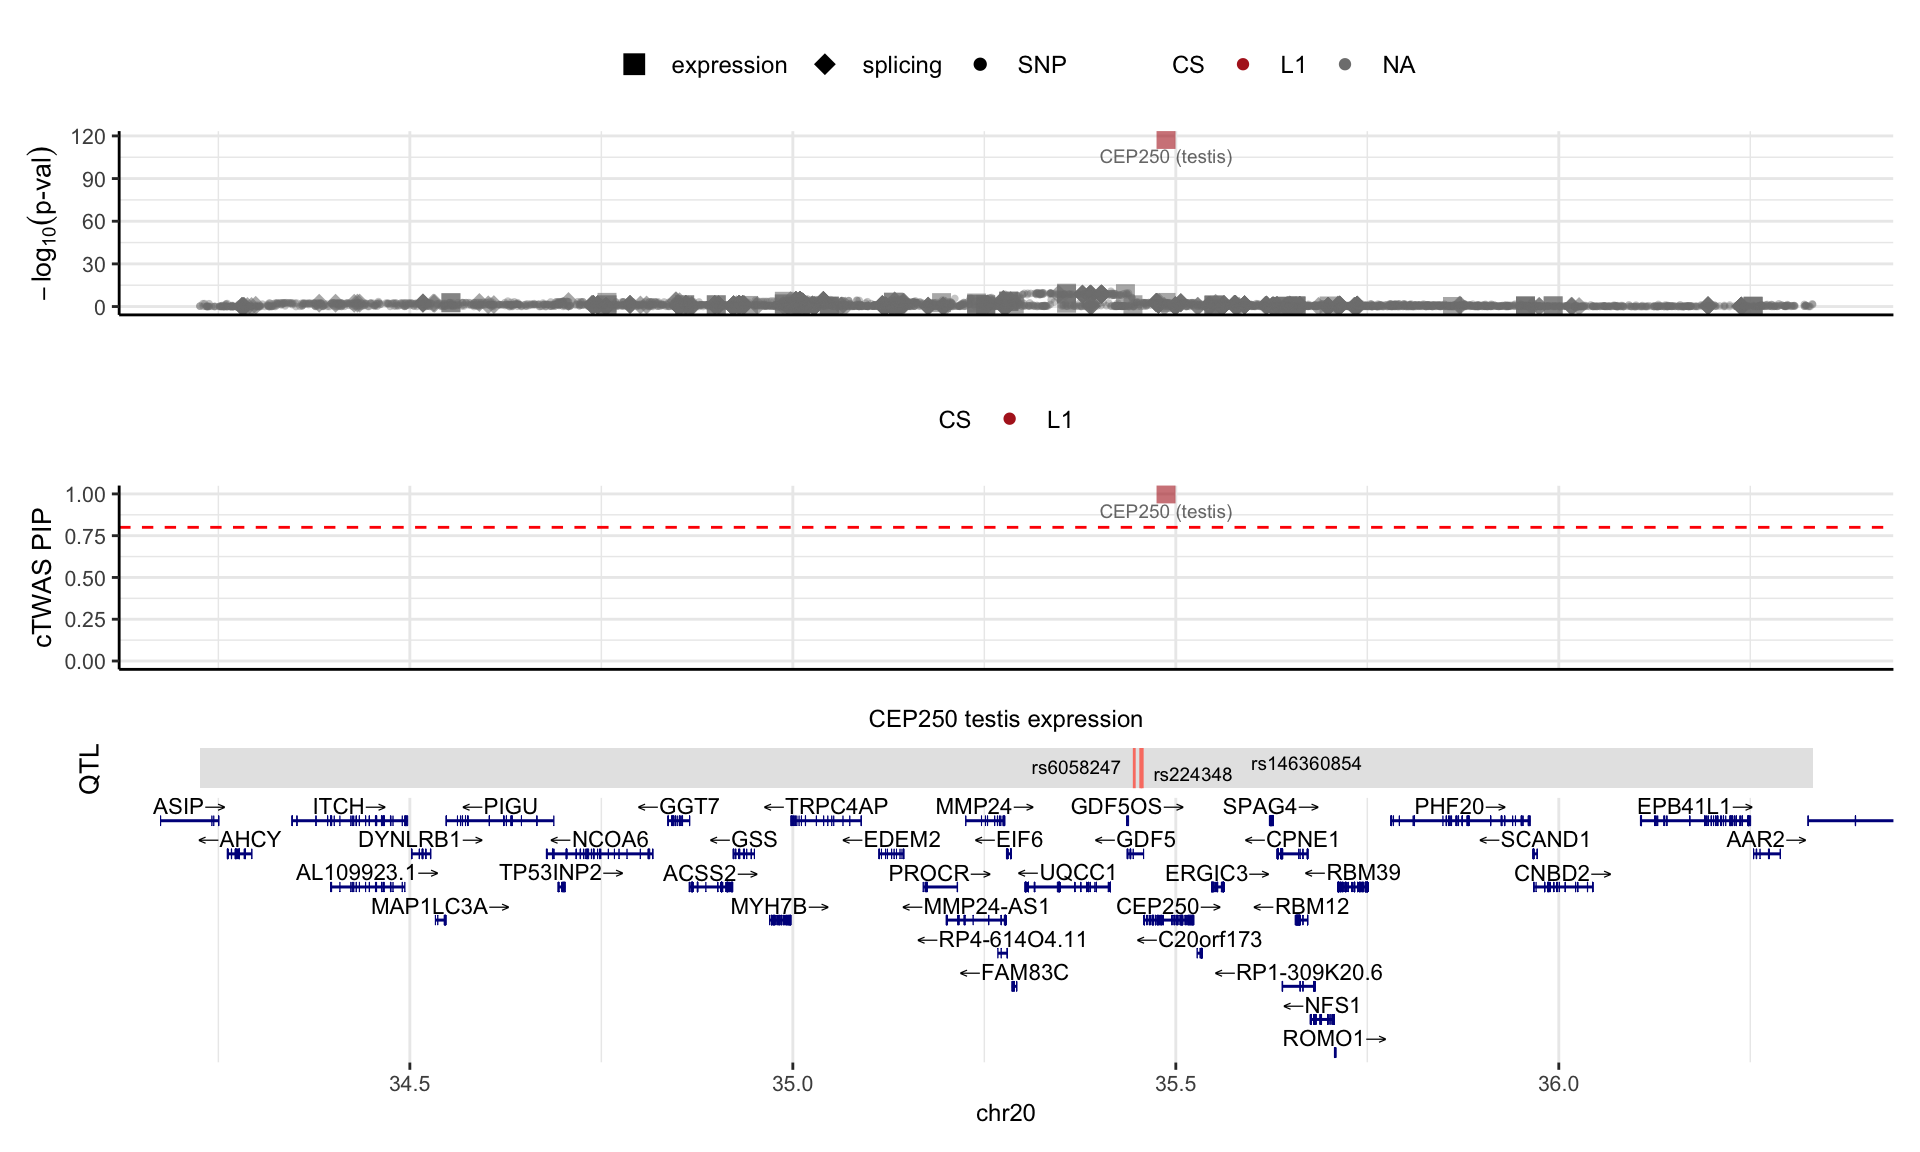 expression splicing SNP CS L1 NA
120
90
60
30
0
− log10(p-val)
CEP250 (testis)
CS L1
1.00
0.75
0.50
0.25
0.00
cTWAS PIP
CEP250 (testis)
CEP250 testis expression
QTL
rs6058247 rs224348 rs146360854
ASIP→ ITCH→ ←PIGU ←GGT7 ←TRPC4AP MMP24→ GDF5OS→ SPAG4→ PHF20→ EPB41L1→
←AHCY DYNLRB1→ ←NCOA6 ←GSS ←EDEM2 ←EIF6 ←GDF5 ←CPNE1 ←SCAND1 AAR2→
AL109923.1→ TP53INP2→ ACSS2→ PROCR→ ←UQCC1 ERGIC3→ ←RBM39 CNBD2→
MAP1LC3A→ MYH7B→ ←MMP24-AS1 CEP250→ ←RBM12
←RP4-614O4.11 ←C20orf173
←FAM83C ←RP1-309K20.6
←NFS1
ROMO1→
34.5 35.0 35.5 36.0
chr20